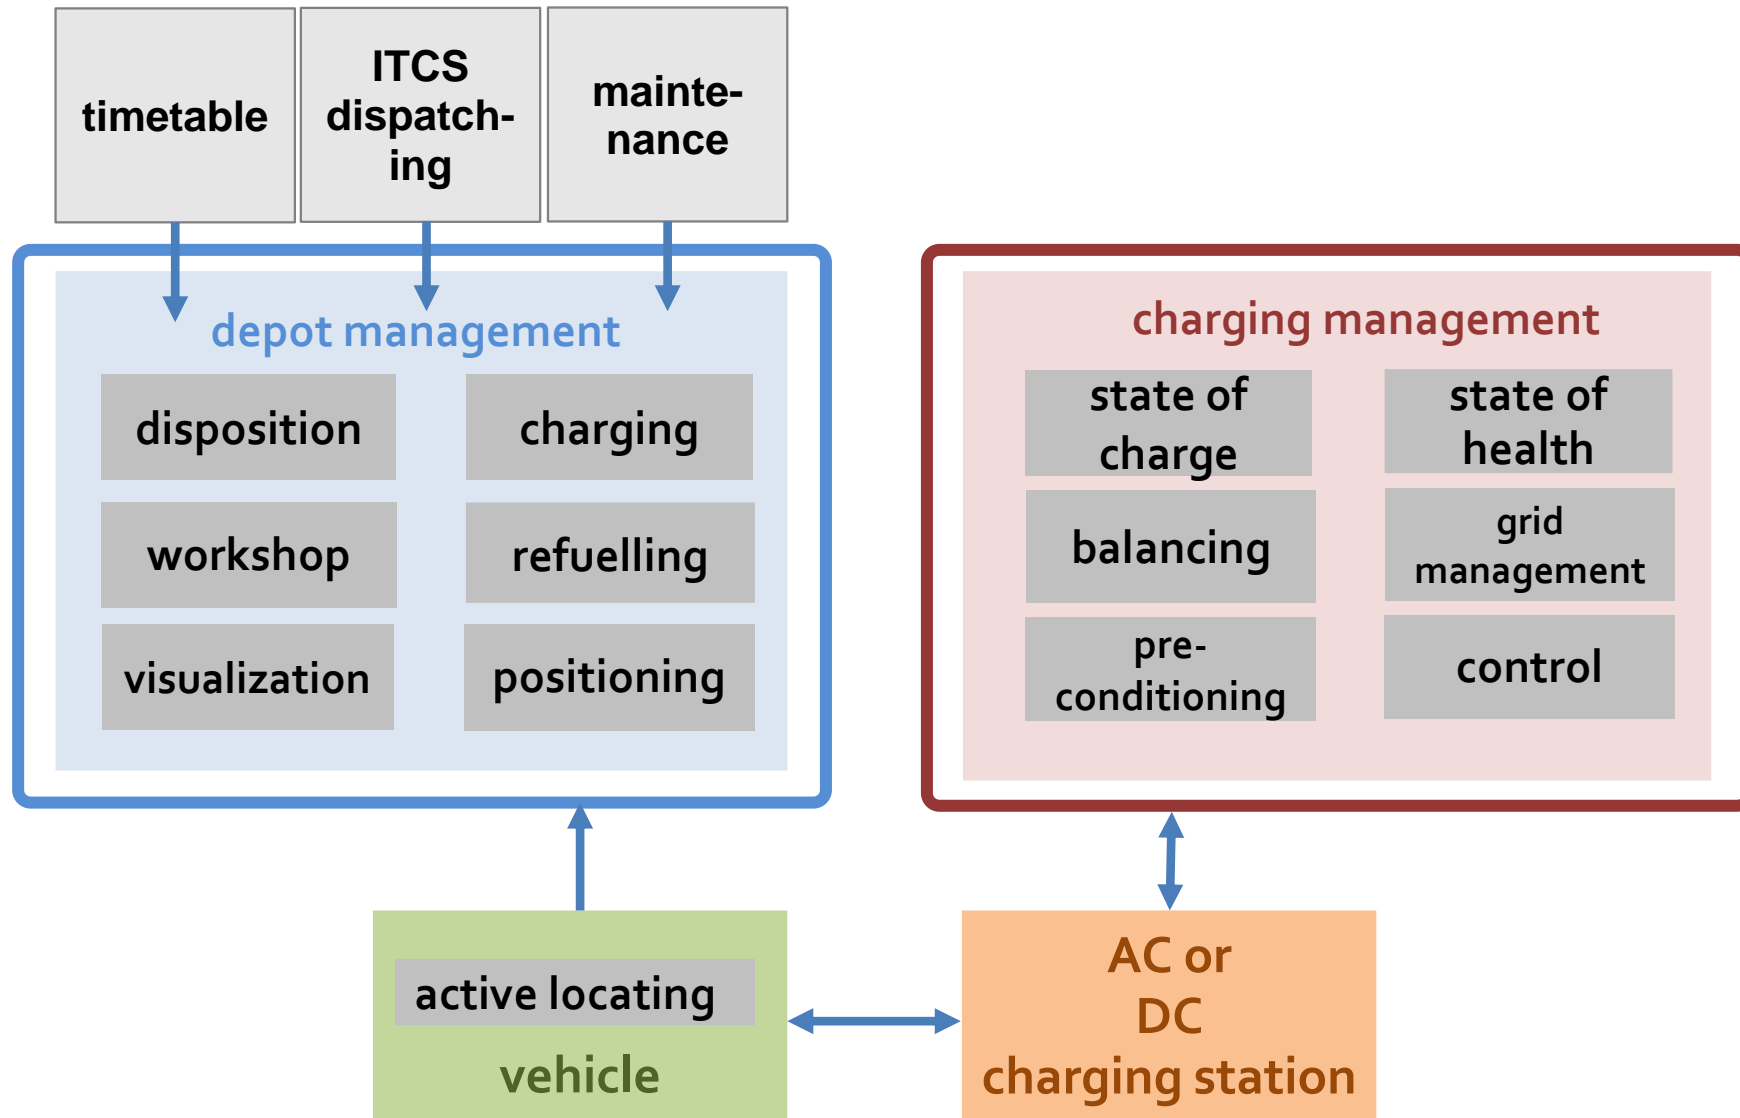 timetable
ITCS
dispatch-
ing
mainte-
nance
depot management
disposition
charging
workshop
refuelling
visualization
positioning
charging management
state of
charge
state of
health
balancing
grid
management
pre-
conditioning
control
active locating
vehicle
AC or
DC
charging station